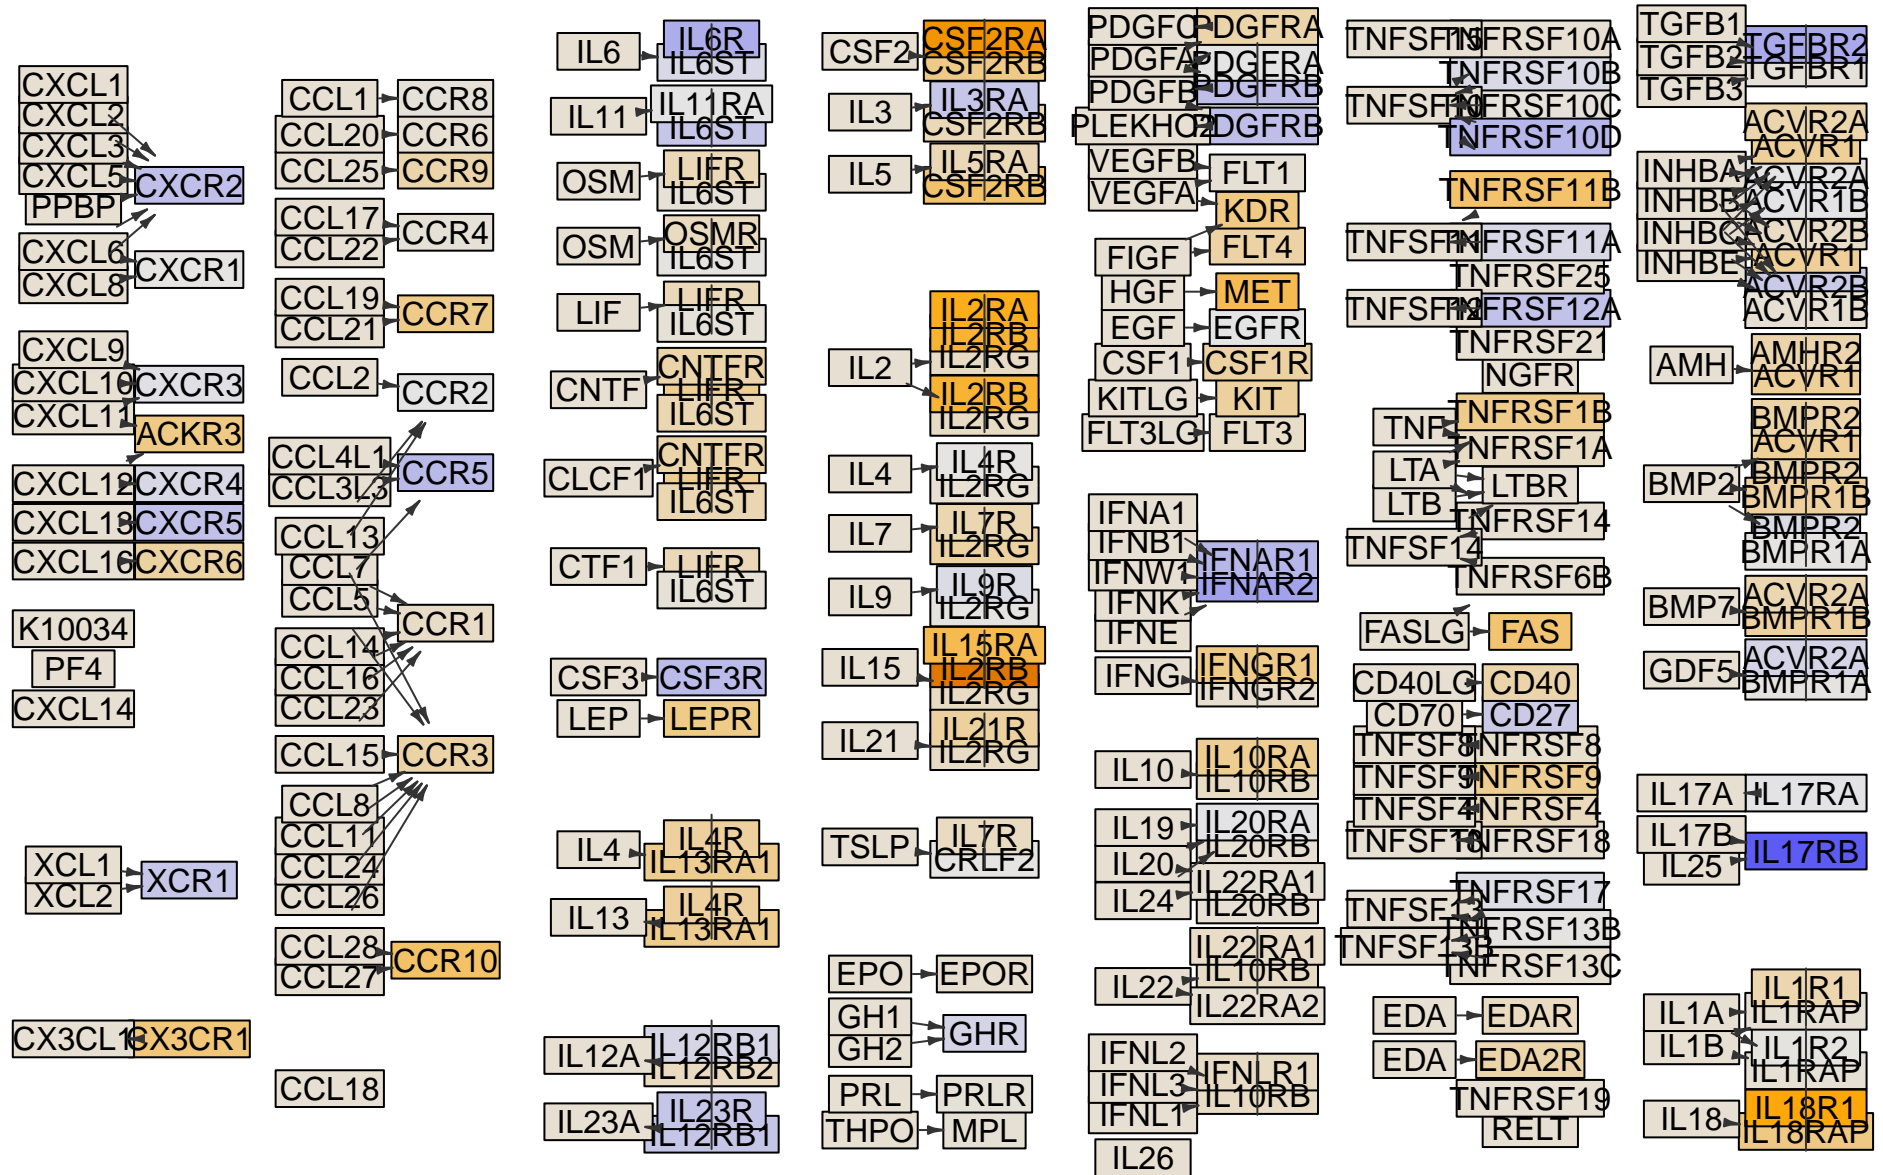 CXCL1
CXCL2
CXCL3
CXCL5
PPBP
CXCR2
CXCL6
CXCL8
CXCR1
CXCL9
CXCL10
CXCL11
CXCR3
ACKR3
CXCL12
CXCR4
CXCL13
CXCR5
CXCL16
CXCR6
K10034
PF4
CXCL14
XCL1
XCL2
XCR1
CX3CL1
CX3CR1
CCL1
CCR8
CCL20
CCR6
CCL25
CCR9
CCL17
CCL22
CCR4
CCL19
CCL21
CCR7
CCL2
CCR2
CCL4L1
CCL3L3
CCR5
CCL13
CCL7
CCL5
CCR1
CCL14
CCL16
CCL23
CCL15
CCR3
CCL8
CCL11
CCL24
CCL26
CCL28
CCL27
CCR10
CCL18
IL6
IL6R
IL6ST
IL11
IL11RA
IL6ST
OSM
LIFR
IL6ST
OSM
OSMR
IL6ST
LIF
LIFR
IL6ST
CNTF
CNTFR
LIFR
IL6ST
CLCF1
CNTFR
LIFR
IL6ST
CTF1
LIFR
IL6ST
CSF3
CSF3R
LEP
LEPR
IL4
IL4R
IL13RA1
IL13
IL4R
IL13RA1
IL12A
IL12RB1
IL12RB2
IL23A
IL23R
IL12RB1
CSF2
CSF2RA
CSF2RB
IL3
IL3RA
CSF2RB
IL5
IL5RA
CSF2RB
IL2
IL2RA
IL2RB
IL2RG
IL2RB
IL2RG
IL4
IL4R
IL2RG
IL7
IL7R
IL2RG
IL9
IL9R
IL2RG
IL15
IL15RA
IL2RB
IL2RG
IL21
IL21R
IL2RG
TSLP
IL7R
CRLF2
EPO
EPOR
GH1
GH2
GHR
PRL
PRLR
THPO
MPL
PDGFC
PDGFRA
PDGFA
PDGFRA
PDGFB
PDGFRB
PLEKHO2
PDGFRB
VEGFB
FLT1
VEGFA
KDR
FIGF
FLT4
HGF
MET
EGF
EGFR
CSF1
CSF1R
KITLG
KIT
FLT3LG
FLT3
IFNA1
IFNB1
IFNW1
IFNK
IFNE
IFNAR1
IFNAR2
IFNG
IFNGR1
IFNGR2
IL10
IL10RA
IL10RB
IL19
IL20
IL24
IL20RA
IL20RB
IL22RA1
IL20RB
IL22
IL22RA1
IL10RB
IL22RA2
IFNL2
IFNL3
IFNL1
IFNLR1
IL10RB
IL26
TNFSF15
TNFRSF10A
TNFRSF10B
TNFSF10
TNFRSF10C
TNFRSF10D
TNFRSF11B
TNFSF11
TNFRSF11A
TNFRSF25
TNFSF12
TNFRSF12A
TNFRSF21
NGFR
TNF
TNFRSF1B
TNFRSF1A
LTA
LTB
LTBR
TNFRSF14
TNFSF14
TNFRSF6B
FASLG
FAS
CD40LG
CD40
CD70
CD27
TNFSF8
TNFRSF8
TNFSF9
TNFRSF9
TNFSF4
TNFRSF4
TNFSF18
TNFRSF18
TNFRSF17
TNFSF13
TNFRSF13B
TNFSF13B
TNFRSF13C
EDA
EDAR
EDA
EDA2R
TNFRSF19
RELT
TGFB1
TGFB2
TGFB3
TGFBR2
TGFBR1
ACVR2A
ACVR1
INHBA
INHBB
INHBC
INHBE
ACVR2A
ACVR1B
ACVR2B
ACVR1
ACVR2B
ACVR1B
AMH
AMHR2
ACVR1
BMPR2
ACVR1
BMP2
BMPR2
BMPR1B
BMPR2
BMPR1A
BMP7
ACVR2A
BMPR1B
GDF5
ACVR2A
BMPR1A
IL17A
IL17RA
IL17B
IL25
IL17RB
IL1A
IL1B
IL1R1
IL1RAP
IL1R2
IL1RAP
IL18
IL18R1
IL18RAP